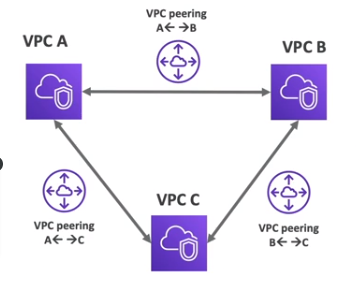 VPC peering
A← →B
VPC A
VPC B
VPC C
VPC peering
A← →C
VPC peering
B← →C